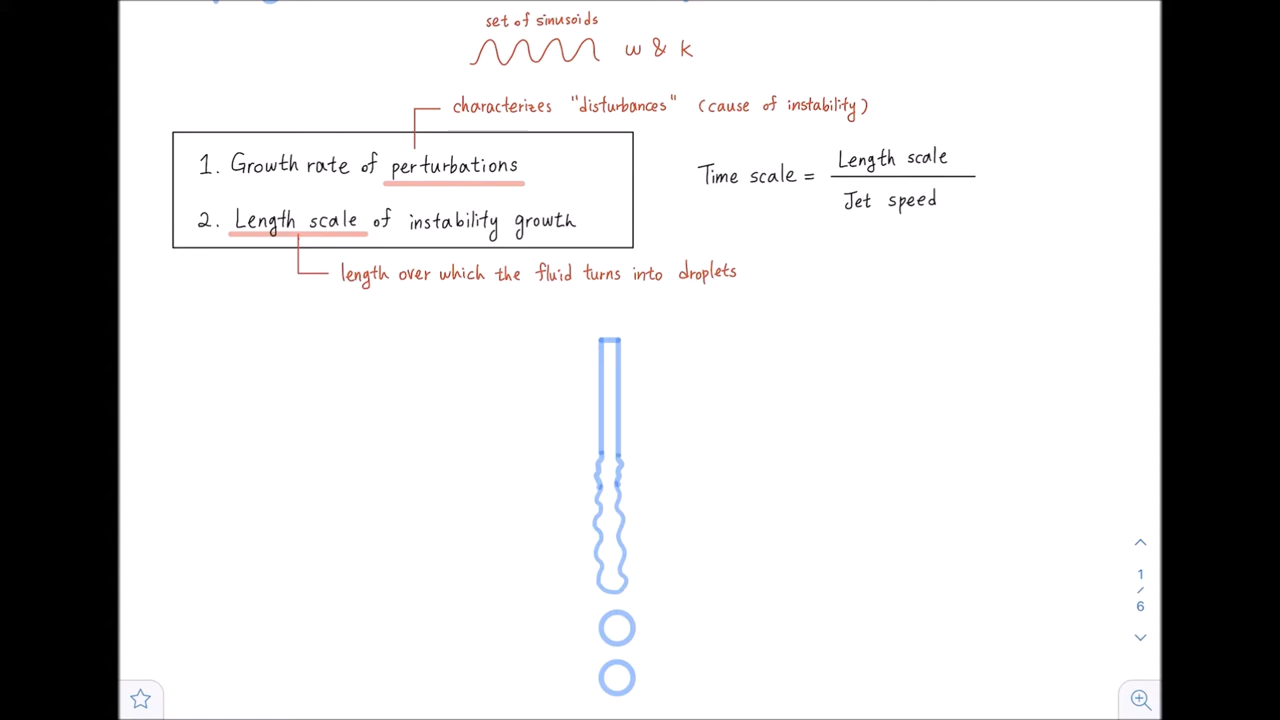 set of sinusoids
w & k
characterizes "disturbances" (cause of instability)
1. Growth rate of perturbations
2. Length scale of instability growth
Time scale = Length scale
Jet speed
length over which the fluid turns into droplets
1
/
6